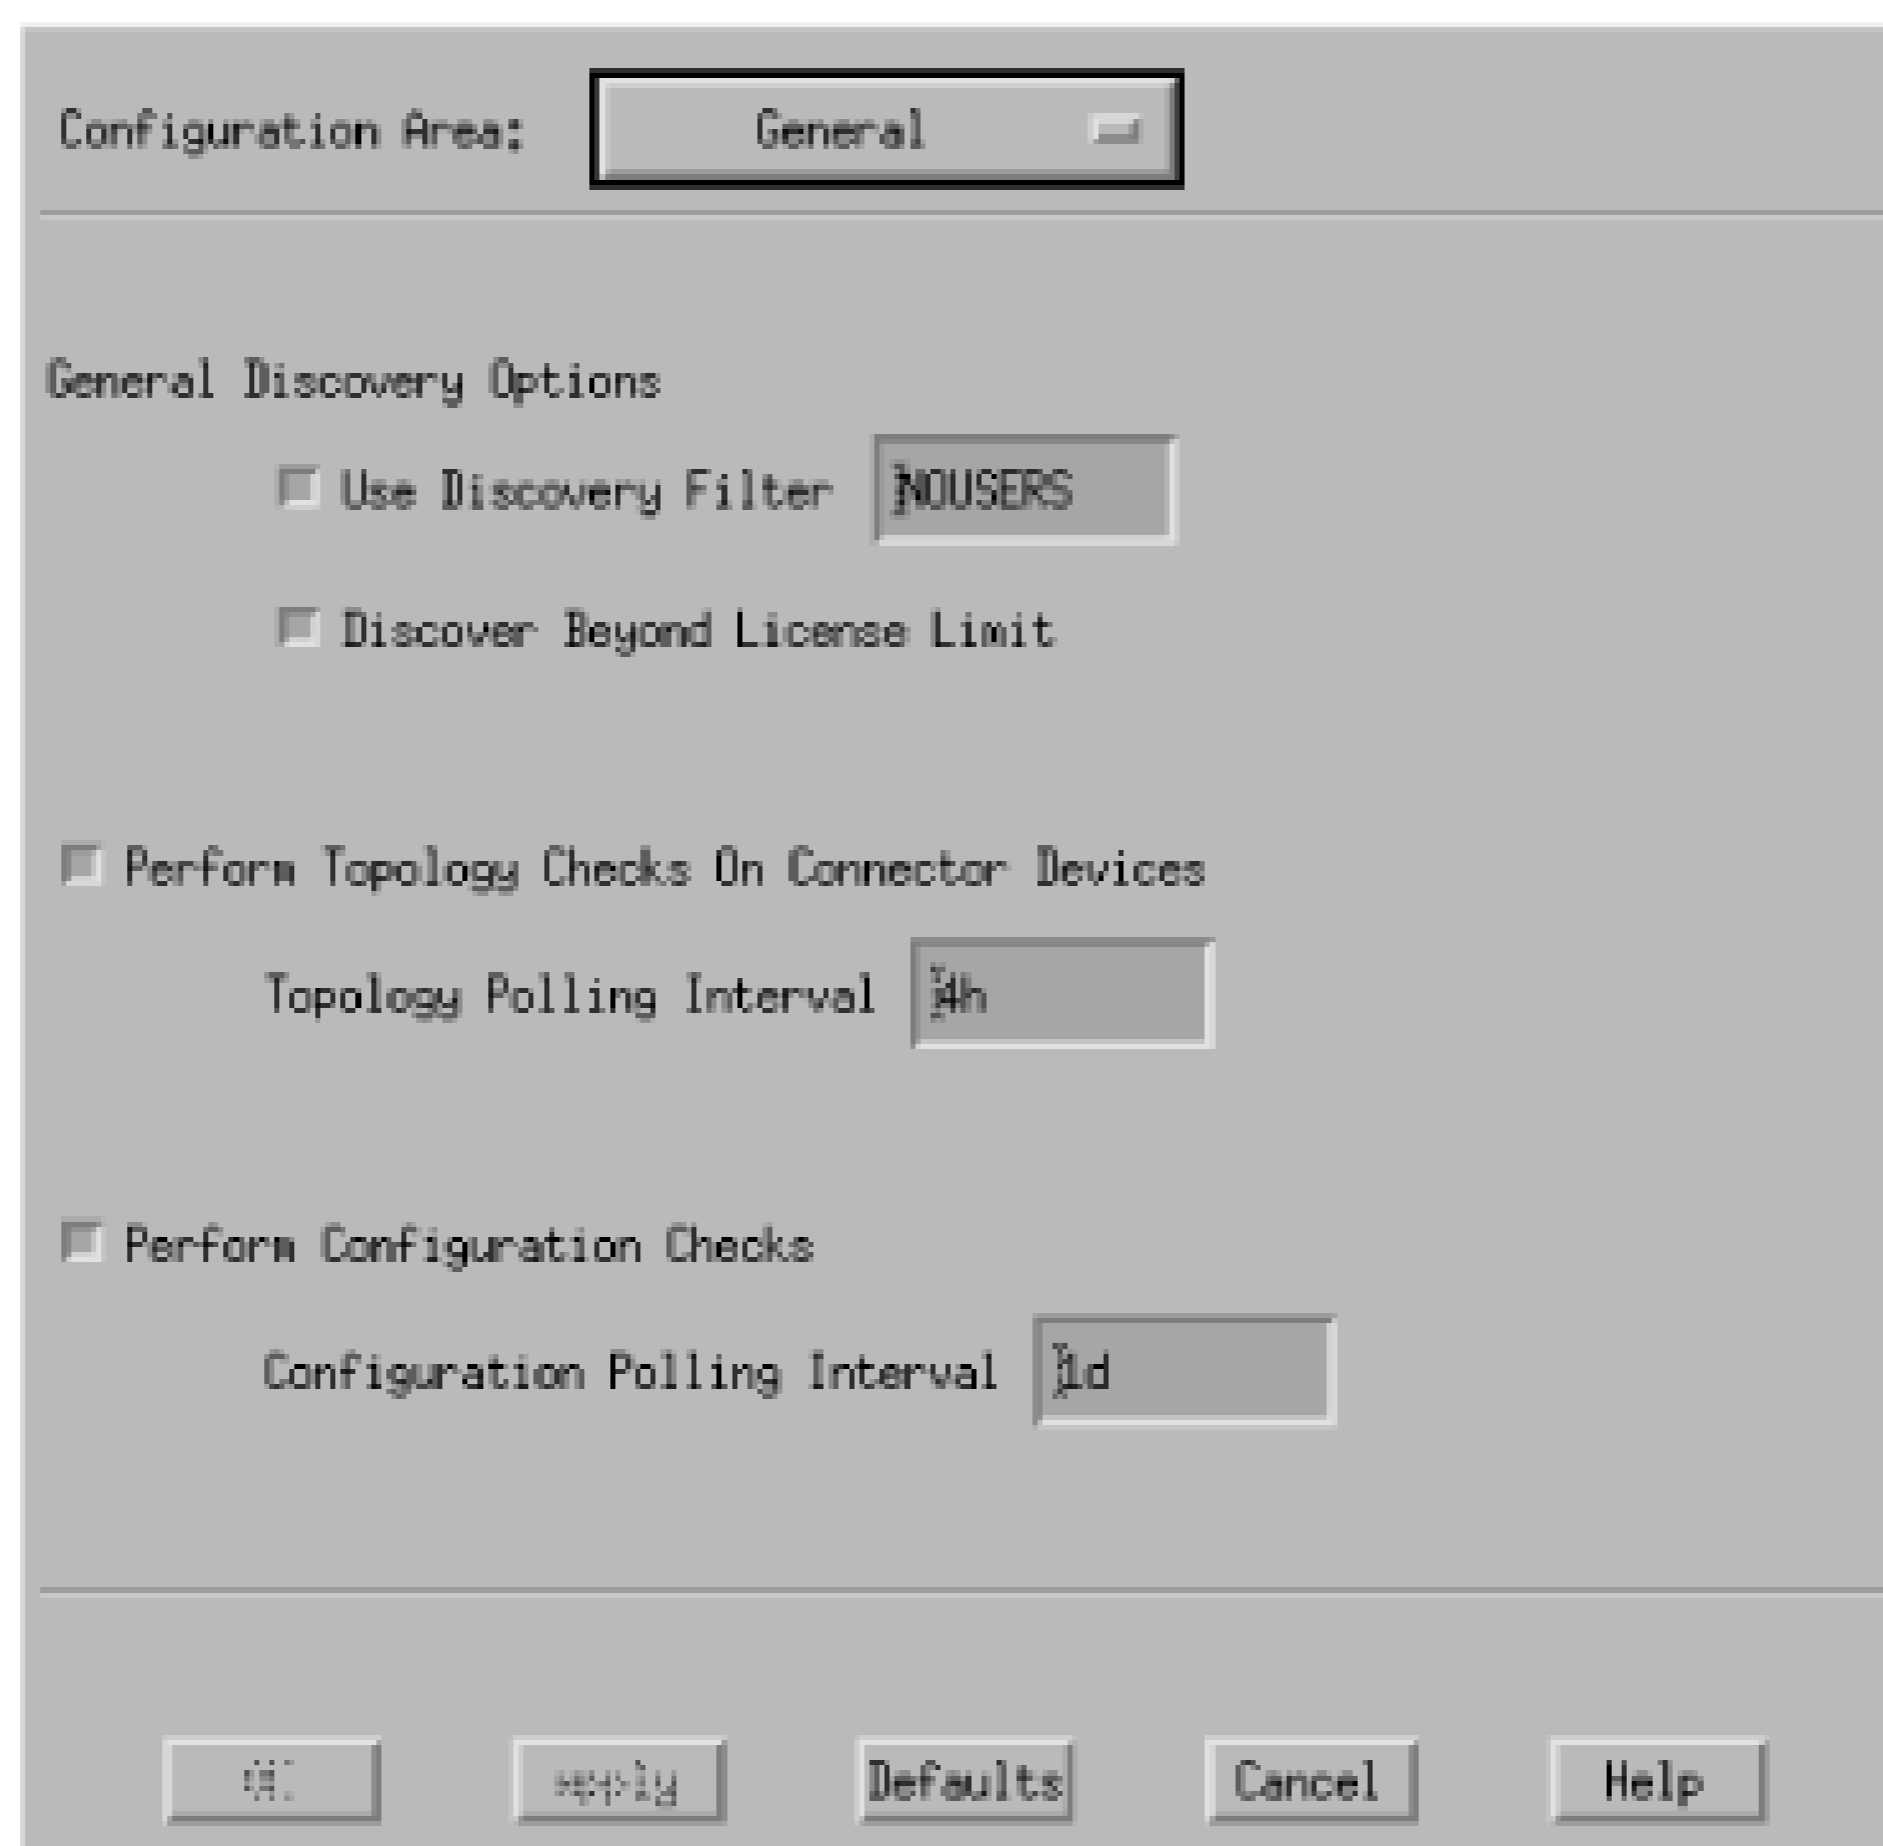 Configuration Area: General
General Discovery Options
Use Discovery Filter NOUSERS
Discover Beyond License Limit
Perform Topology Checks On Connector Devices
Topology Polling Interval 4h
Perform Configuration Checks
Configuration Polling Interval 1d
Apply Defaults Cancel Help